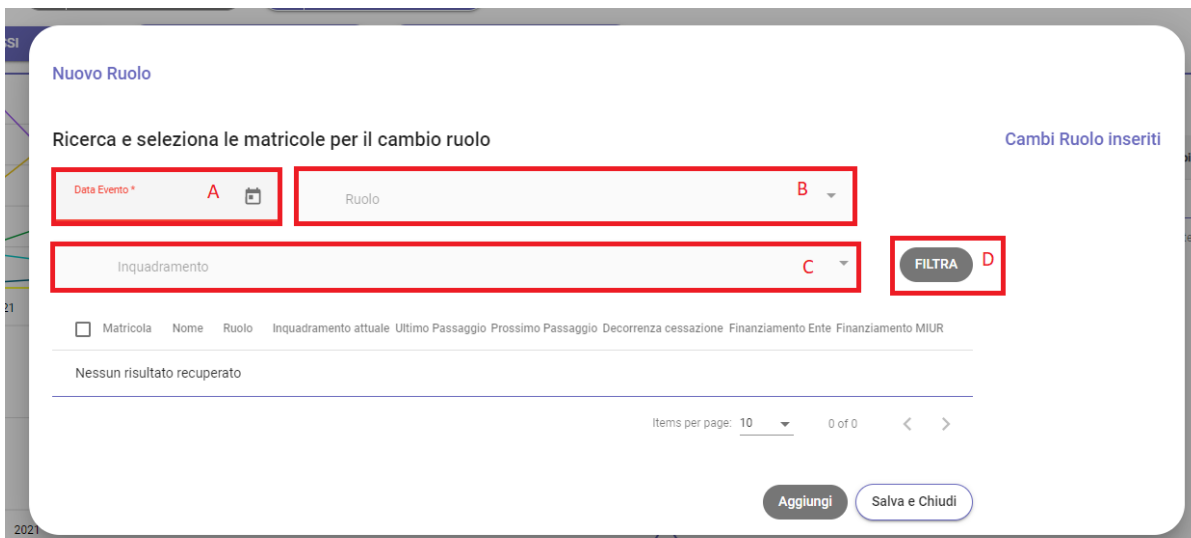 SSI
Nuovo Ruolo
Ricerca e seleziona le matricole per il cambio ruolo
Cambi Ruolo inseriti
Data Evento *
A
Ruolo
B
Inquadramento
C
FILTRA
D
21
Matricola Nome Ruolo Inquadramento attuale Ultimo Passaggio Prossimo Passaggio Decorrenza cessazione Finanziamento Ente Finanziamento MIUR
Nessun risultato recuperato
Items per page: 10 0 of 0
Aggiungi Salva e Chiudi
2021